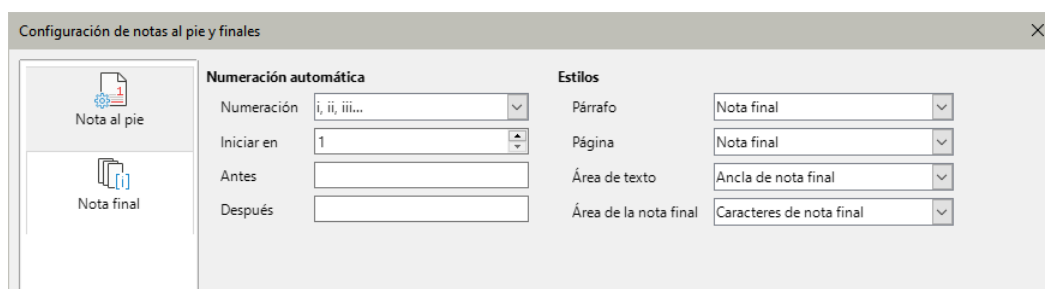 Configuración de notas al pie y finales
Nota al pie
Nota final
Numeración automática
Numeración i, ii, iii...
Iniciar en 1
Antes
Después
Estilos
Párrafo Nota final
Página Nota final
Área de texto Ancla de nota final
Área de la nota final Caracteres de nota final